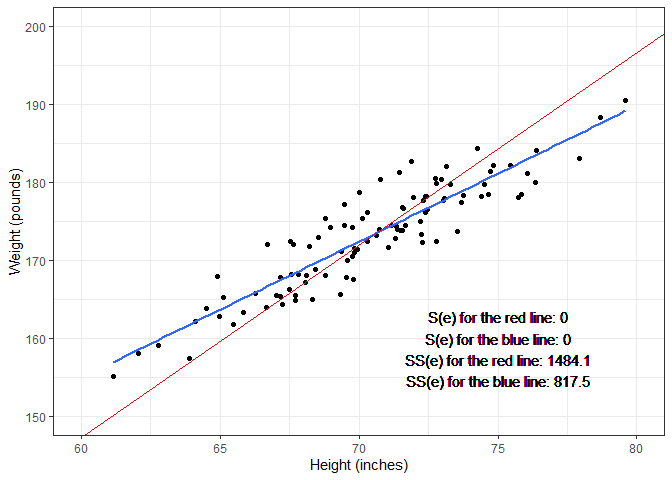 200
190
180
170
160
150
Weight (pounds)
S(e) for the red line: 0
S(e) for the blue line: 0
SS(e) for the red line: 1484.1
SS(e) for the blue line: 817.5
60 65 70 75 80
Height (inches)